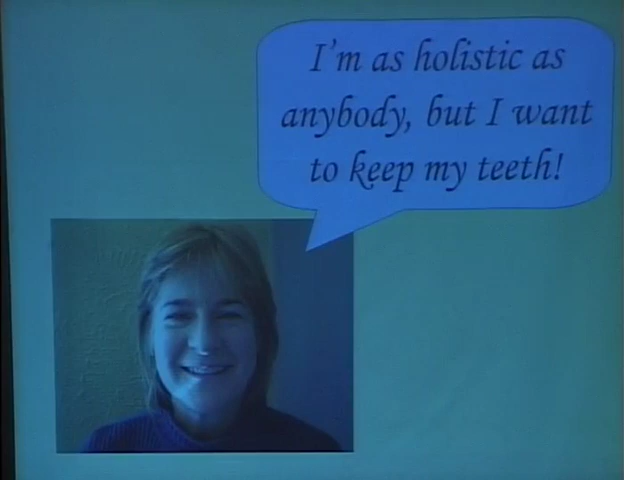 I'm as holistic as
anybody, but I want
to keep my teeth!